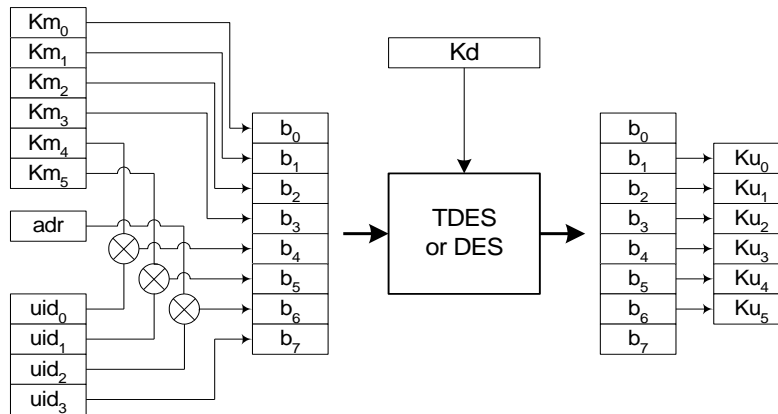 Km₀
Km₁
Km₂
Km₃
Km₄
Km₅
adr
uid₀
uid₁
uid₂
uid₃
b₀
b₁
b₂
b₃
b₄
b₅
b₆
b₇
Kd
TDES
or DES
b₀
b₁
b₂
b₃
b₄
b₅
b₆
b₇
Ku₀
Ku₁
Ku₂
Ku₃
Ku₄
Ku₅